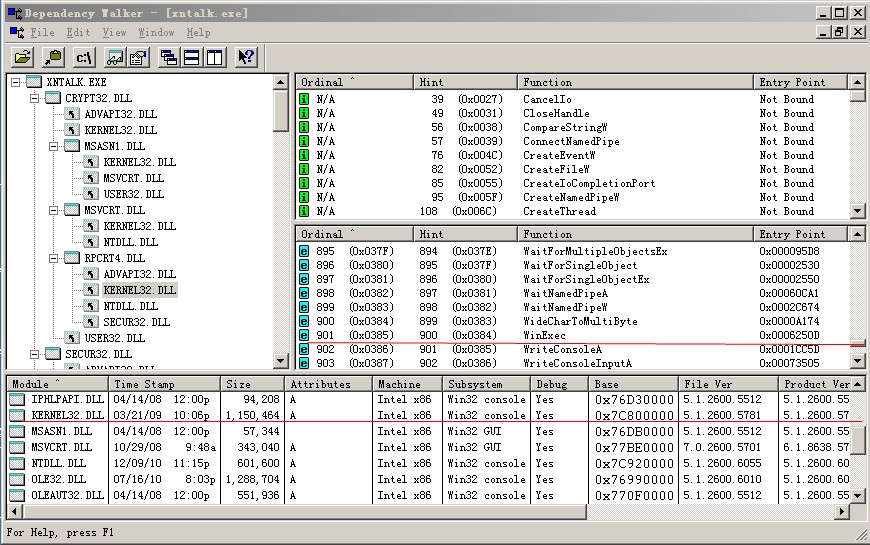 Dependency Walker - [xntalk.exe]
File Edit View Window Help
c:\
XNTALK.EXE
CRYPT32.DLL
ADVAPI32.DLL
KERNEL32.DLL
MSASN1.DLL
KERNEL32.DLL
MSVCRT.DLL
USER32.DLL
MSVCRT.DLL
KERNEL32.DLL
NTDLL.DLL
RPCRT4.DLL
ADVAPI32.DLL
KERNEL32.DLL
NTDLL.DLL
SECUR32.DLL
USER32.DLL
SECUR32.DLL
ADVAPI32.DLL
Ordinal ^ Hint Function Entry Point
N/A 39 (0x0027) CancelIo Not Bound
N/A 49 (0x0031) CloseHandle Not Bound
N/A 56 (0x0038) CompareStringW Not Bound
N/A 57 (0x0039) ConnectNamedPipe Not Bound
N/A 76 (0x004C) CreateEventW Not Bound
N/A 82 (0x0052) CreateFileW Not Bound
N/A 85 (0x0055) CreateIoCompletionPort Not Bound
N/A 95 (0x005F) CreateNamedPipeW Not Bound
N/A 108 (0x006C) CreateThread Not Bound
Ordinal ^ Hint Function Entry Point
895 (0x037F) 894 (0x037E) WaitForMultipleObjectsEx 0x000095D8
896 (0x0380) 895 (0x037F) WaitForSingleObject 0x00002530
897 (0x0381) 896 (0x0380) WaitForSingleObjectEx 0x00002550
898 (0x0382) 897 (0x0381) WaitNamedPipeA 0x00060CA1
899 (0x0383) 898 (0x0382) WaitNamedPipeW 0x0002C674
900 (0x0384) 899 (0x0383) WideCharToMultiByte 0x0000A174
901 (0x0385) 900 (0x0384) WinExec 0x0006250D
902 (0x0386) 901 (0x0385) WriteConsoleA 0x0001CC5D
903 (0x0387) 902 (0x0386) WriteConsoleInputA 0x00073505
Module ^ Time Stamp Size Attributes Machine Subsystem Debug Base File Ver Product Ver
IPHLPAPI.DLL 04/14/08 12:00p 94,208 A Intel x86 Win32 console Yes 0x76D30000 5.1.2600.5512 5.1.2600.55
KERNEL32.DLL 03/21/09 10:06p 1,150,464 A Intel x86 Win32 console Yes 0x7C800000 5.1.2600.5781 5.1.2600.57
MSASN1.DLL 04/14/08 12:00p 57,344 Intel x86 Win32 GUI Yes 0x76DB0000 5.1.2600.5512 5.1.2600.55
MSVCRT.DLL 10/29/08 9:48a 343,040 A Intel x86 Win32 GUI Yes 0x77BE0000 7.0.2600.5701 6.1.8638.57
NTDLL.DLL 12/09/10 11:15p 601,600 A Intel x86 Win32 console Yes 0x7C920000 5.1.2600.6055 5.1.2600.60
OLE32.DLL 07/16/10 8:03p 1,288,704 A Intel x86 Win32 console Yes 0x76990000 5.1.2600.6010 5.1.2600.60
OLEAUT32.DLL 04/14/08 12:00p 551,936 A Intel x86 Win32 console Yes 0x770F0000 5.1.2600.5512 5.1.2600.55
For Help, press F1